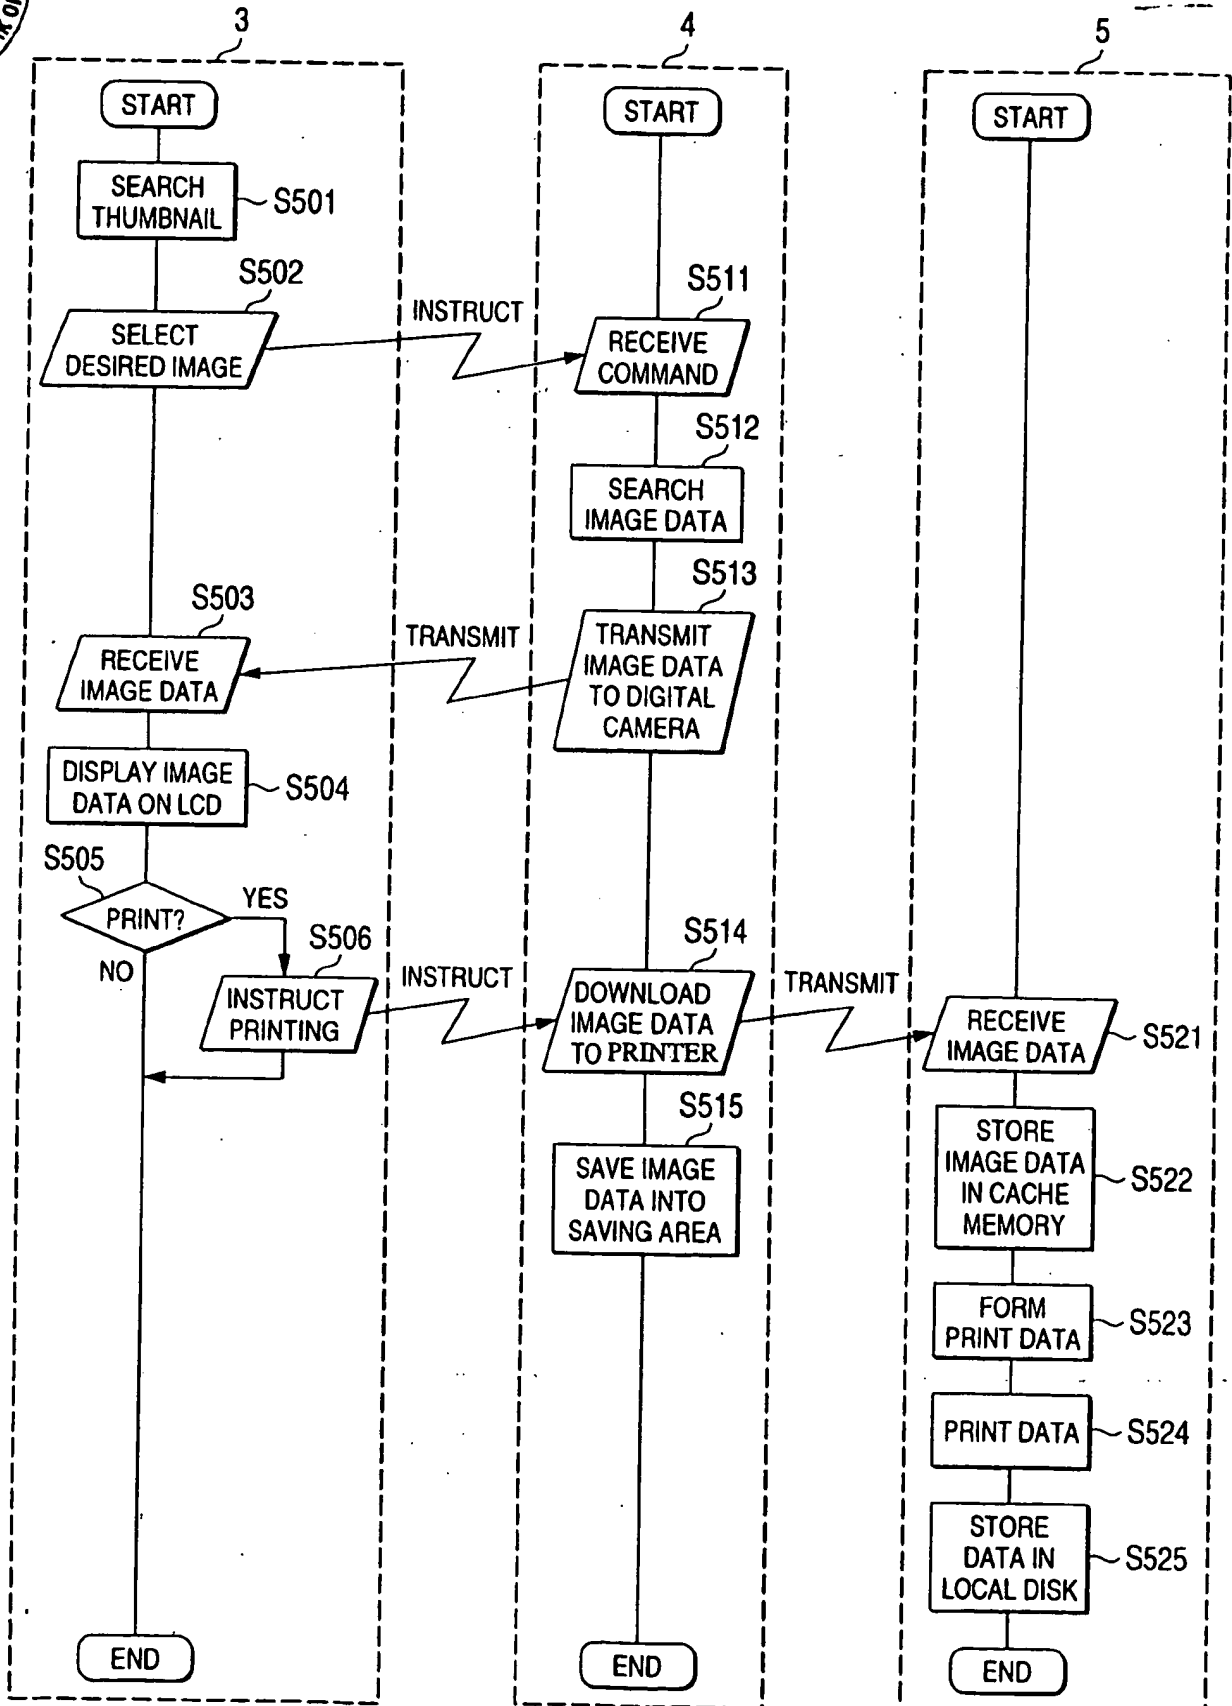 3
START
SEARCH
THUMBNAIL
S501
S502
SELECT
DESIRED IMAGE
INSTRUCT
S503
RECEIVE
IMAGE DATA
TRANSMIT
DISPLAY IMAGE
DATA ON LCD
S504
S505
PRINT?
YES
NO
S506
INSTRUCT
PRINTING
INSTRUCT
END
4
START
S511
RECEIVE
COMMAND
S512
SEARCH
IMAGE DATA
S513
TRANSMIT
IMAGE DATA
TO DIGITAL
CAMERA
S514
DOWNLOAD
IMAGE DATA
TO PRINTER
TRANSMIT
S515
SAVE IMAGE
DATA INTO
SAVING AREA
END
5
START
RECEIVE
IMAGE DATA
S521
STORE
IMAGE DATA
IN CACHE
MEMORY
S522
FORM
PRINT DATA
S523
PRINT DATA
S524
STORE
DATA IN
LOCAL DISK
S525
END